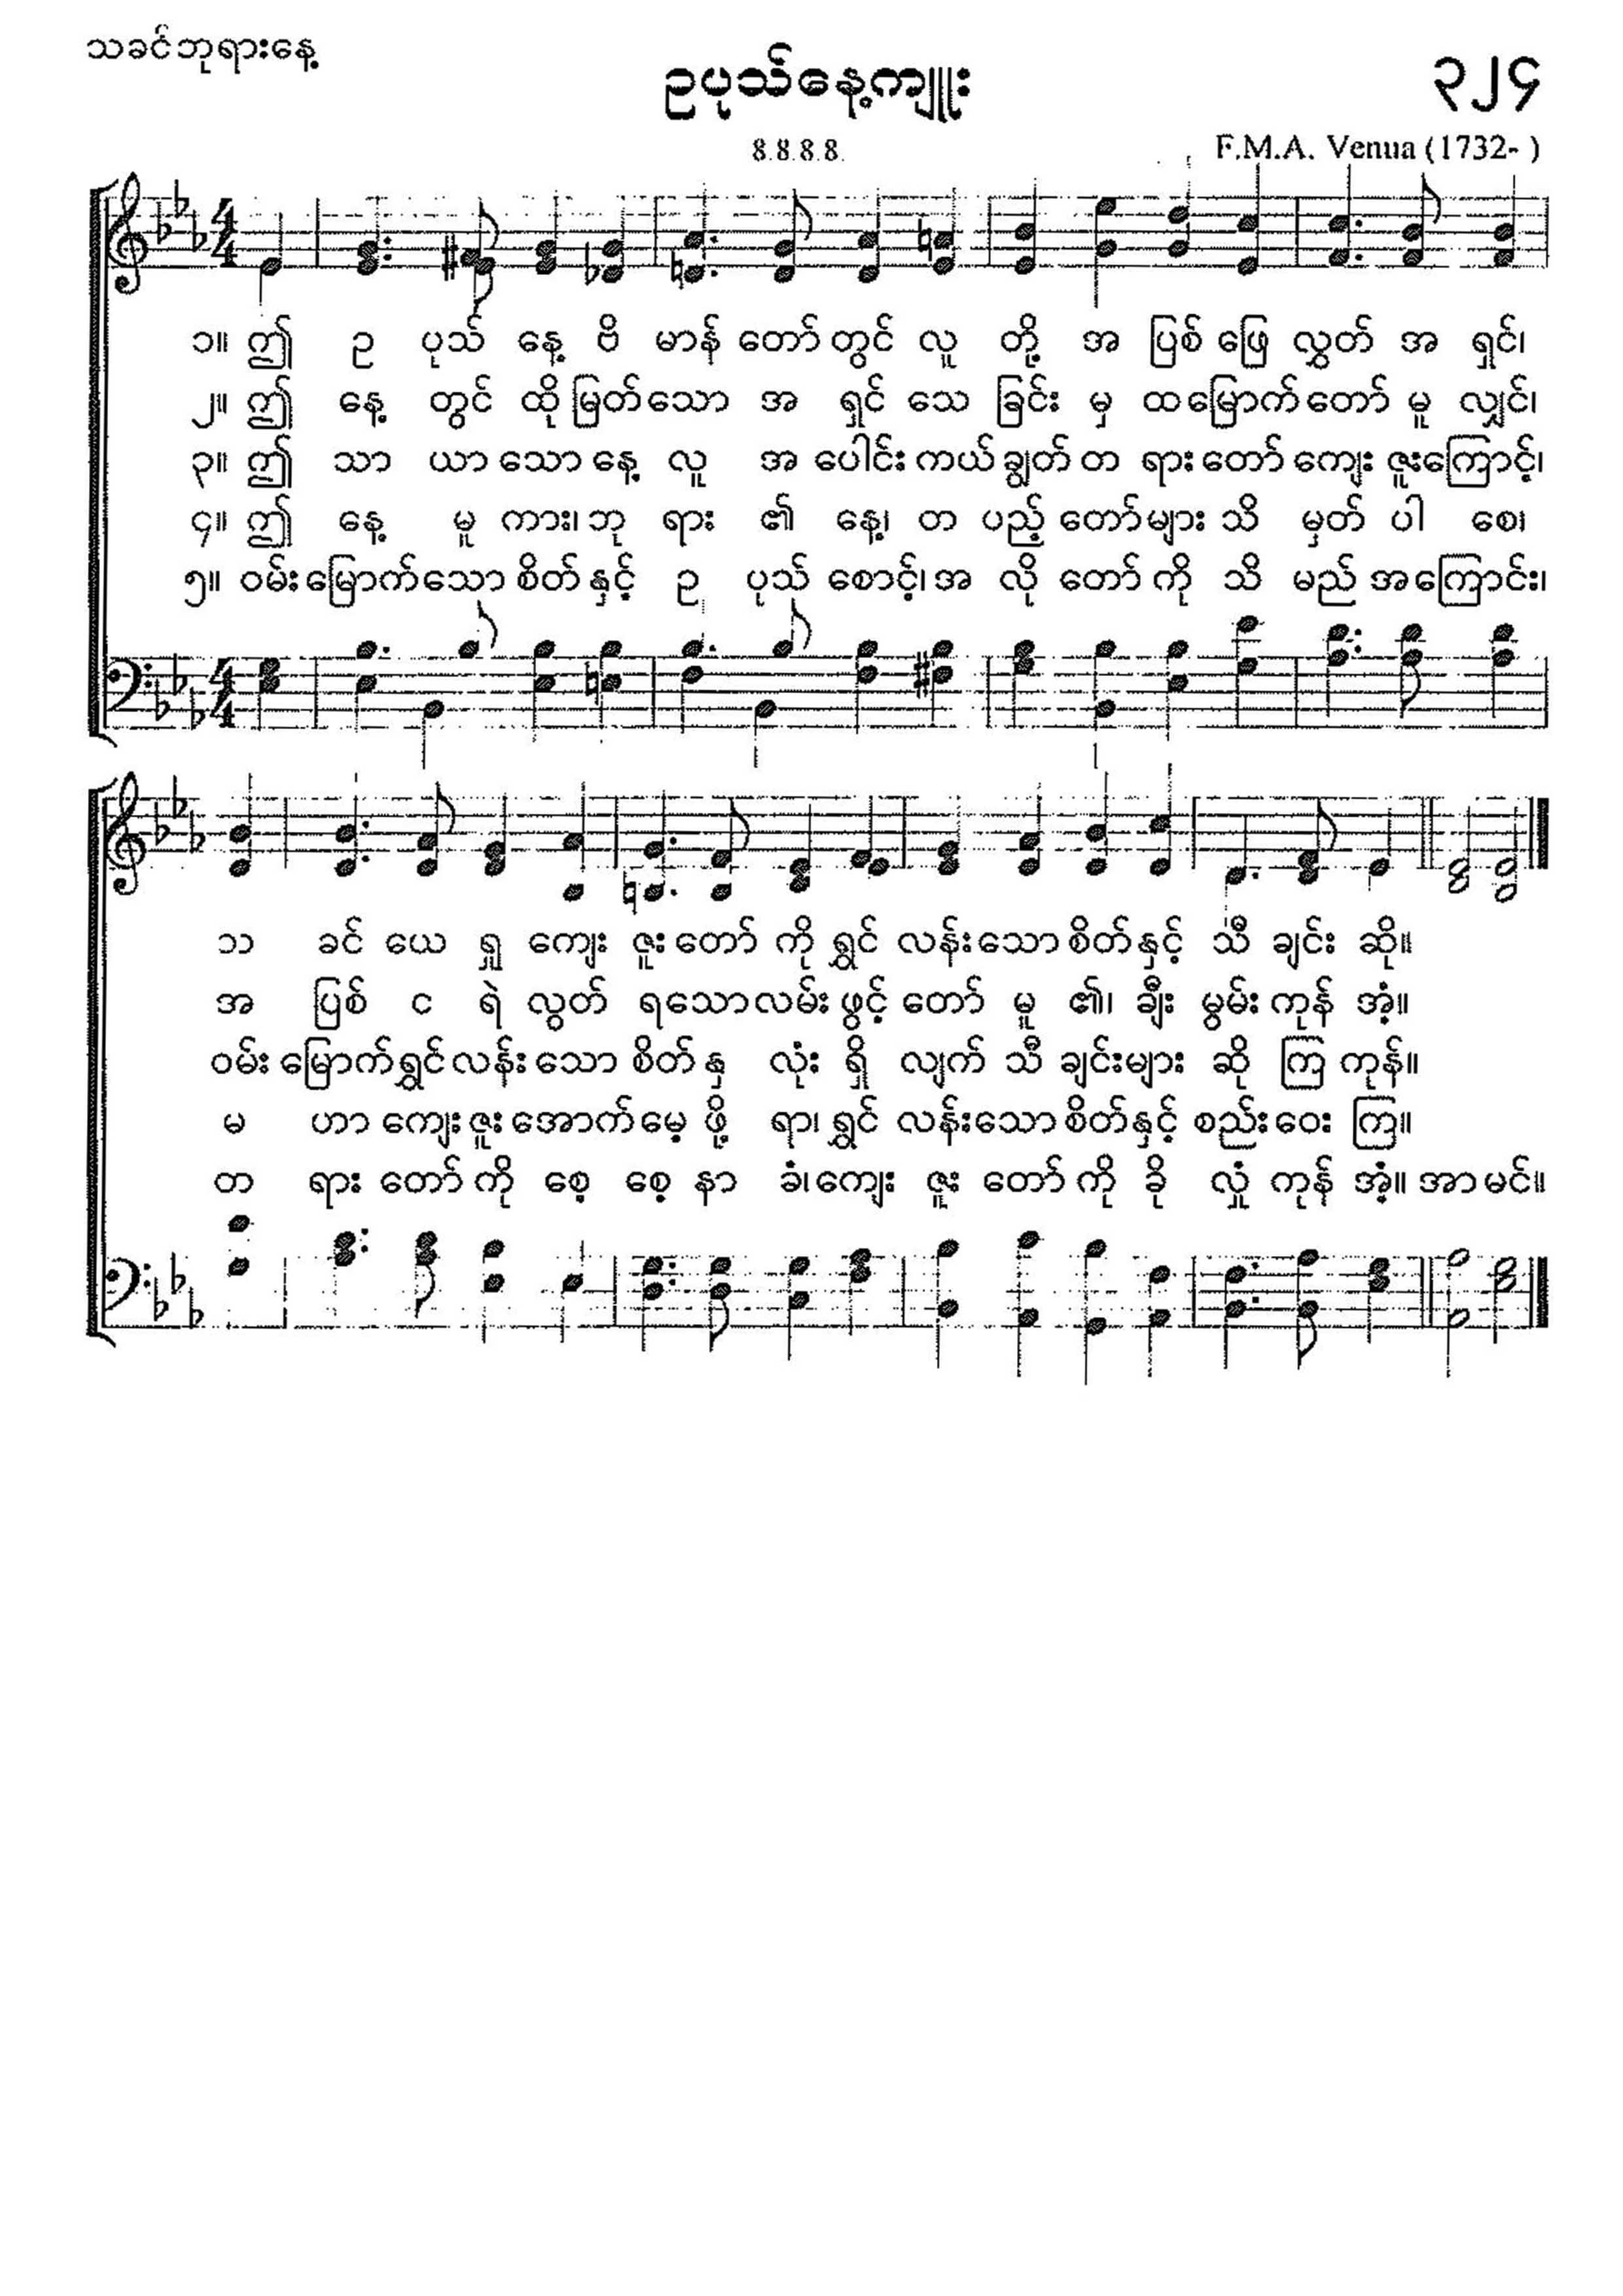 သခင်ဘုရားနေ့
ဥပုသ်နေ့ကျူး
၃၂၄
8.8.8.8.
F.M.A. Venua (1732- )
၁။ ဤ ဥ ပုသ် နေ့ ဗိ မာန် တော် တွင် လူ တို့ အ ပြစ် ဖြေ လွှတ် အ ရှင်၊
၂။ ဤ နေ့ တွင် ထို မြတ် သော အ ရှင် သေ ခြင်း မှ ထ မြောက် တော် မူ လျှင်၊
၃။ ဤ သာ ယာ သော နေ့ လူ အ ပေါင်း ကယ် ချွတ် တ ရား တော် ကျေး ဇူး ကြောင့်၊
၄။ ဤ နေ့ မူ ကား၊ ဘု ရား ၏ နေ့၊ တ ပည့် တော် များ သိ မှတ် ပါ စေ၊
၅။ ဝမ်း မြောက် သော စိတ် နှင့် ဥ ပုသ် စောင့်၊ အ လို တော် ကို သိ မည် အ ကြောင်း၊
သ ခင် ယေ ရှု ကျေး ဇူး တော် ကို ရွှင် လန်း သော စိတ် နှင့် သီ ချင်း ဆို။
အ ပြစ် င ရဲ လွတ် ရ သော လမ်း ဖွင့် တော် မူ ၏၊ ချီး မွမ်း ကုန် အံ့။
ဝမ်း မြောက် ရွှင် လန်း သော စိတ် နှ လုံး ရှိ လျက် သီ ချင်း များ ဆို ကြ ကုန်။
မ ဟာ ကျေး ဇူး အောက် မေ့ ဖို့ ရာ၊ ရွှင် လန်း သော စိတ် နှင့် စည်း ဝေး ကြ။
တ ရား တော် ကို စေ့ စေ့ နာ ခံ၊ ကျေး ဇူး တော် ကို ခို လှုံ ကုန် အံ့။ အာ မင်။